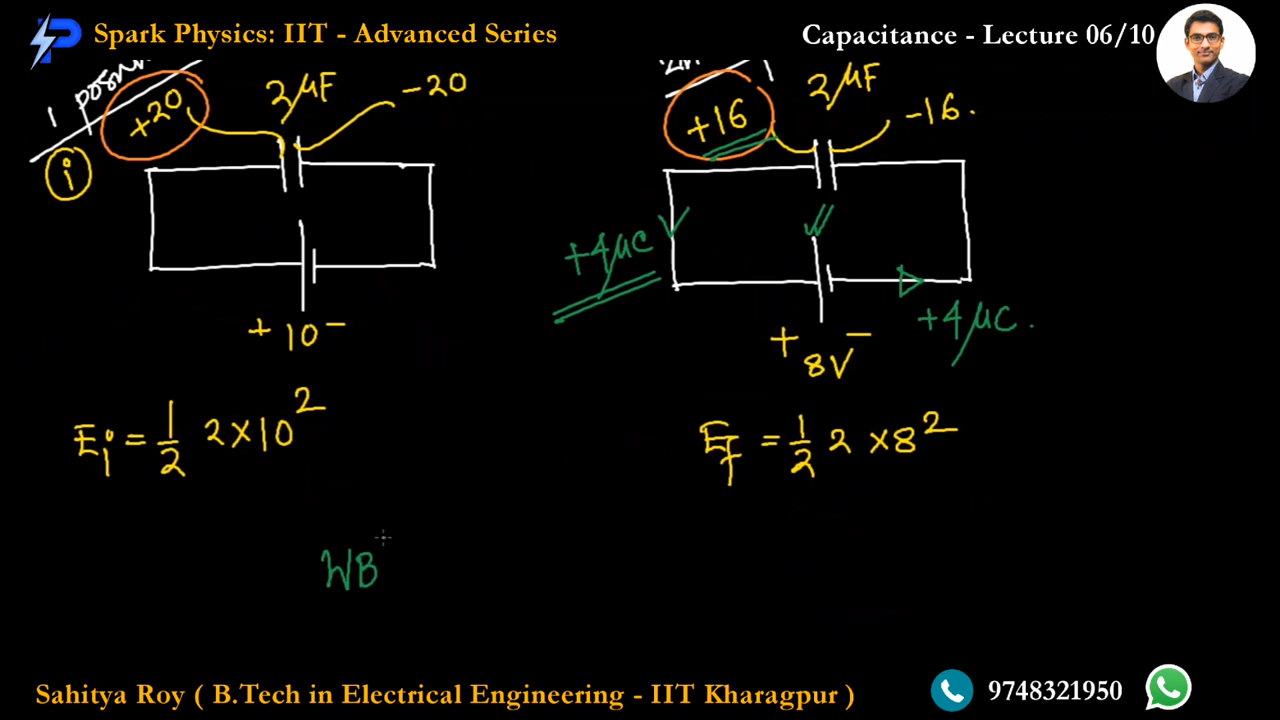 Spark Physics: IIT - Advanced Series
Capacitance - Lecture 06/10
1
+20
2μF
-20
i
+ 10 -
Ei = 1/2 2×10²
+16
2μF
-16.
+4μC
+4μC.
+ 8V -
Ef = 1/2 2×8²
WB
Sahitya Roy ( B.Tech in Electrical Engineering - IIT Kharagpur )
9748321950